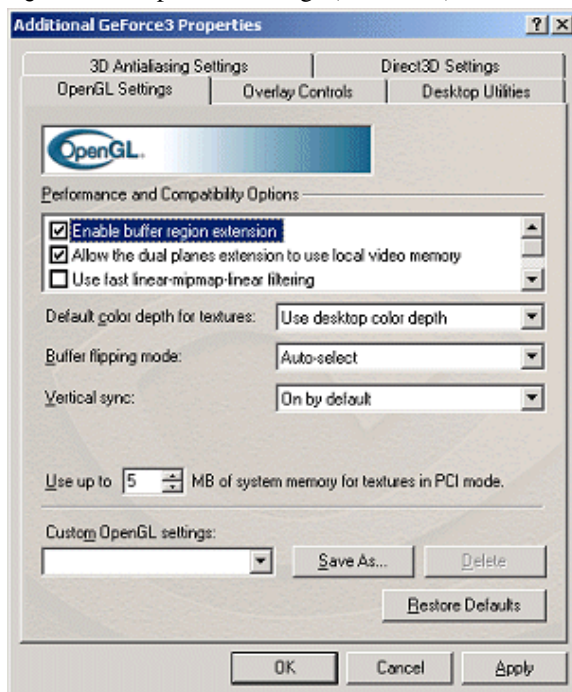 Additional GeForce3 Properties
3D Antialiasing Settings Direct3D Settings
OpenGL Settings Overlay Controls Desktop Utilities
OpenGL.
Performance and Compatibility Options
Enable buffer region extension
Allow the dual planes extension to use local video memory
Use fast linear-mipmap-linear filtering
Default color depth for textures: Use desktop color depth
Buffer flipping mode: Auto-select
Vertical sync: On by default
Use up to 5 MB of system memory for textures in PCI mode.
Custom OpenGL settings:
Save As... Delete
Restore Defaults
OK Cancel Apply